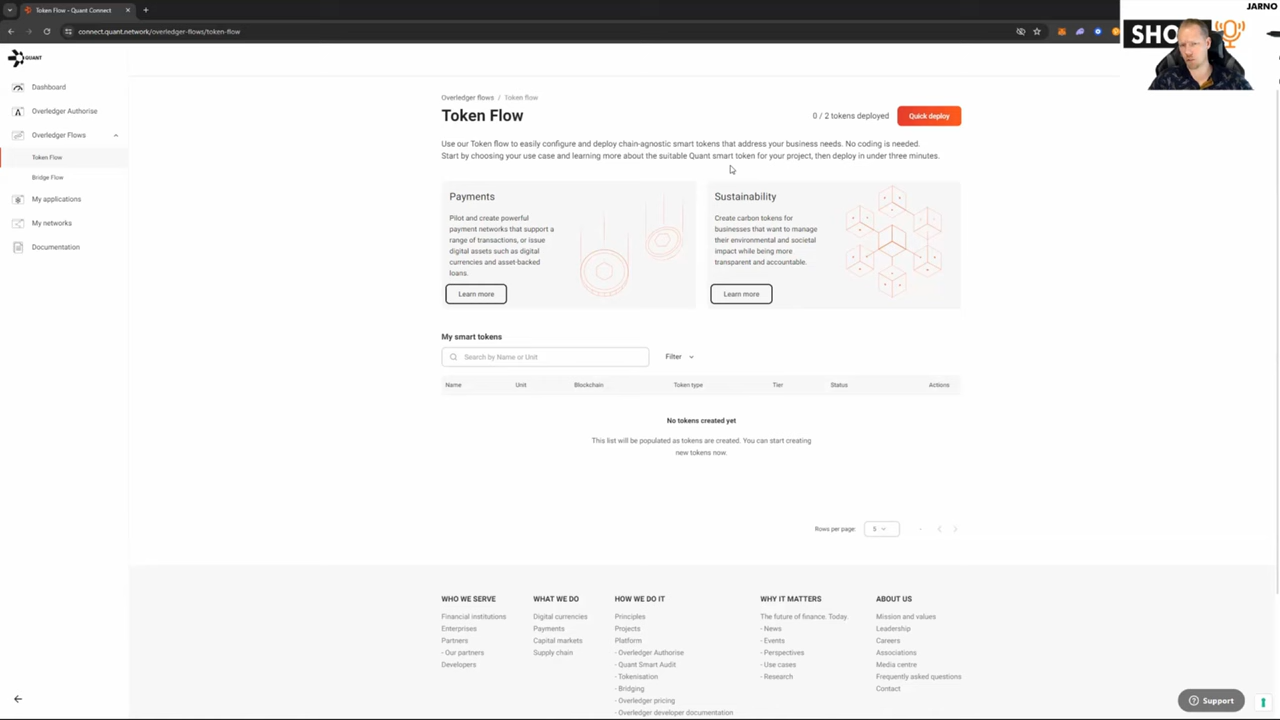 Token Flow - Quant Connect
connect.quant.network/overledger-flows/token-flow
JARNO
SHO
QUANT
Dashboard
Overledger Authorise
Overledger Flows
Token Flow
Bridge Flow
My applications
My networks
Documentation
Overledger flows / Token flow
Token Flow
0 / 2 tokens deployed
Quick deploy
Use our Token flow to easily configure and deploy chain-agnostic smart tokens that address your business needs. No coding is needed.
Start by choosing your use case and learning more about the suitable Quant smart token for your project, then deploy in under three minutes.
Payments
Pilot and create powerful
payment networks that support a
range of transactions, or issue
digital assets such as digital
currencies and asset-backed
loans.
Learn more
Sustainability
Create carbon tokens for
businesses that want to manage
their environmental and societal
impact while being more
transparent and accountable.
Learn more
My smart tokens
Search by Name or Unit
Filter
Name Unit Blockchain Token type Tier Status Actions
No tokens created yet
This list will be populated as tokens are created. You can start creating
new tokens now.
Rows per page: 5 -
WHO WE SERVE
Financial institutions
Enterprises
Partners
- Our partners
Developers
WHAT WE DO
Digital currencies
Payments
Capital markets
Supply chain
HOW WE DO IT
Principles
Projects
Platform
- Overledger Authorise
- Quant Smart Audit
- Tokenisation
- Bridging
- Overledger pricing
- Overledger developer documentation
WHY IT MATTERS
The future of finance. Today.
- News
- Events
- Perspectives
- Use cases
- Research
ABOUT US
Mission and values
Leadership
Careers
Associations
Media centre
Frequently asked questions
Contact
Support